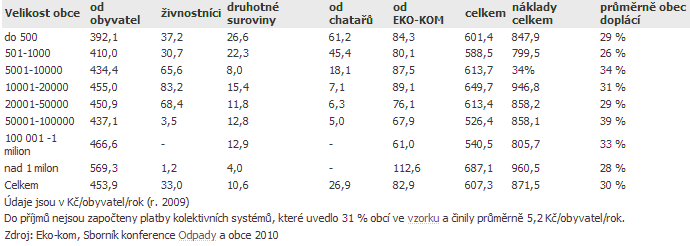 Velikost obce od obyvatel živnostníci druhotné suroviny od chatařů od EKO-KOM celkem náklady celkem průměrně obec doplácí
do 500 392,1 37,2 26,6 61,2 84,3 601,4 847,9 29 %
501-1000 410,0 30,7 22,3 45,4 80,1 588,5 799,5 26 %
5001-10000 434,4 65,6 8,0 18,1 87,5 613,7 34% 34 %
10001-20000 455,0 83,2 15,4 7,1 89,1 649,7 946,8 31 %
20001-50000 450,9 68,4 11,8 6,3 76,1 613,4 858,2 29 %
50001-100000 437,1 3,5 12,8 5,0 67,9 526,4 858,1 39 %
100 001 -1 milion 466,6 - 12,9 - 61,0 540,5 805,7 33 %
nad 1 milon 569,3 1,2 4,0 - 112,6 687,1 960,5 28 %
Celkem 453,9 33,0 10,6 26,9 82,9 607,3 871,5 30 %
Údaje jsou v Kč/obyvatel/rok (r. 2009)
Do příjmů nejsou započteny platby kolektivních systémů, které uvedlo 31 % obcí ve vzorku a činily průměrně 5,2 Kč/obyvatel/rok.
Zdroj: Eko-kom, Sborník konference Odpady a obce 2010